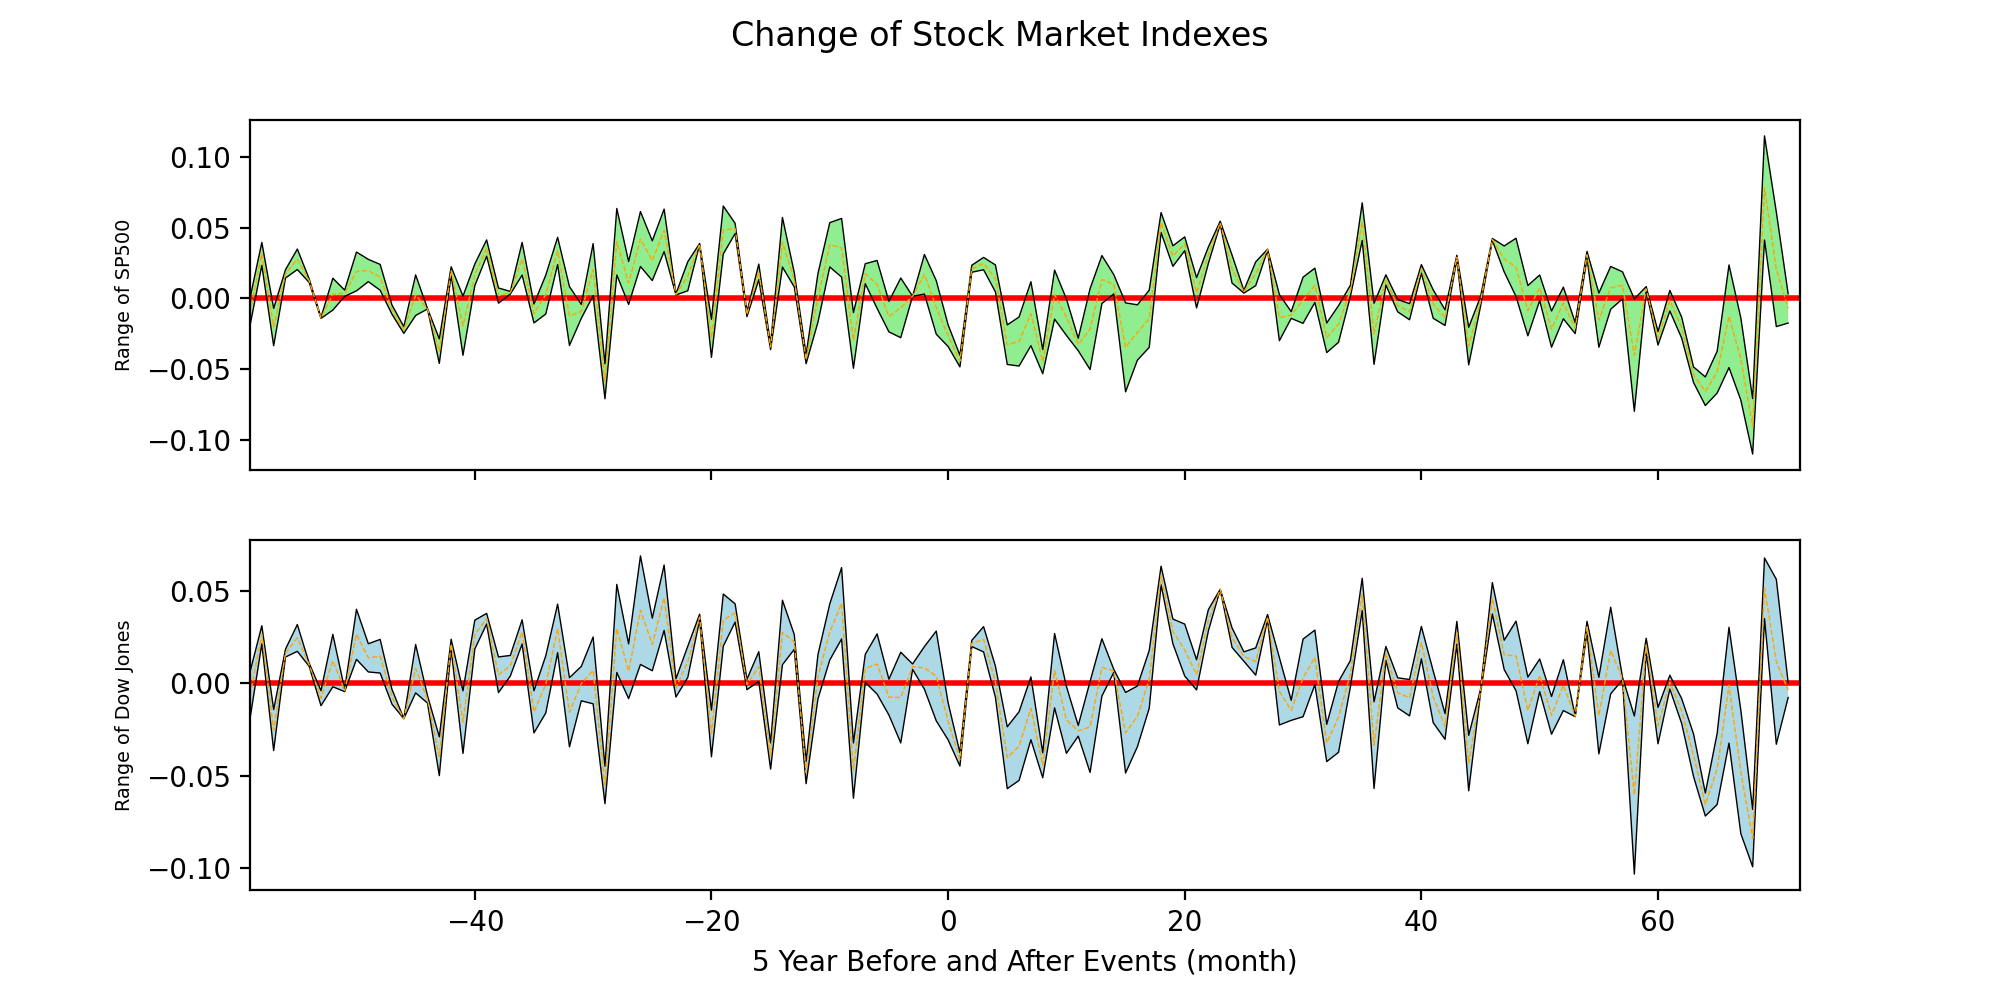 Change of Stock Market Indexes
Range of SP500
0.10
0.05
0.00
−0.05
−0.10
Range of Dow Jones
0.05
0.00
−0.05
−0.10
−40 −20 0 20 40 60
5 Year Before and After Events (month)